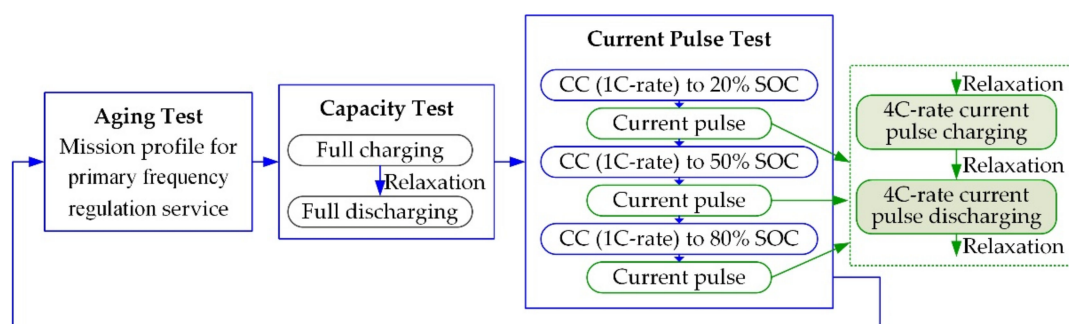 Aging Test
Mission profile for
primary frequency
regulation service
Capacity Test
Full charging
Relaxation
Full discharging
Current Pulse Test
CC (1C-rate) to 20% SOC
Current pulse
CC (1C-rate) to 50% SOC
Current pulse
CC (1C-rate) to 80% SOC
Current pulse
Relaxation
4C-rate current
pulse charging
Relaxation
4C-rate current
pulse discharging
Relaxation